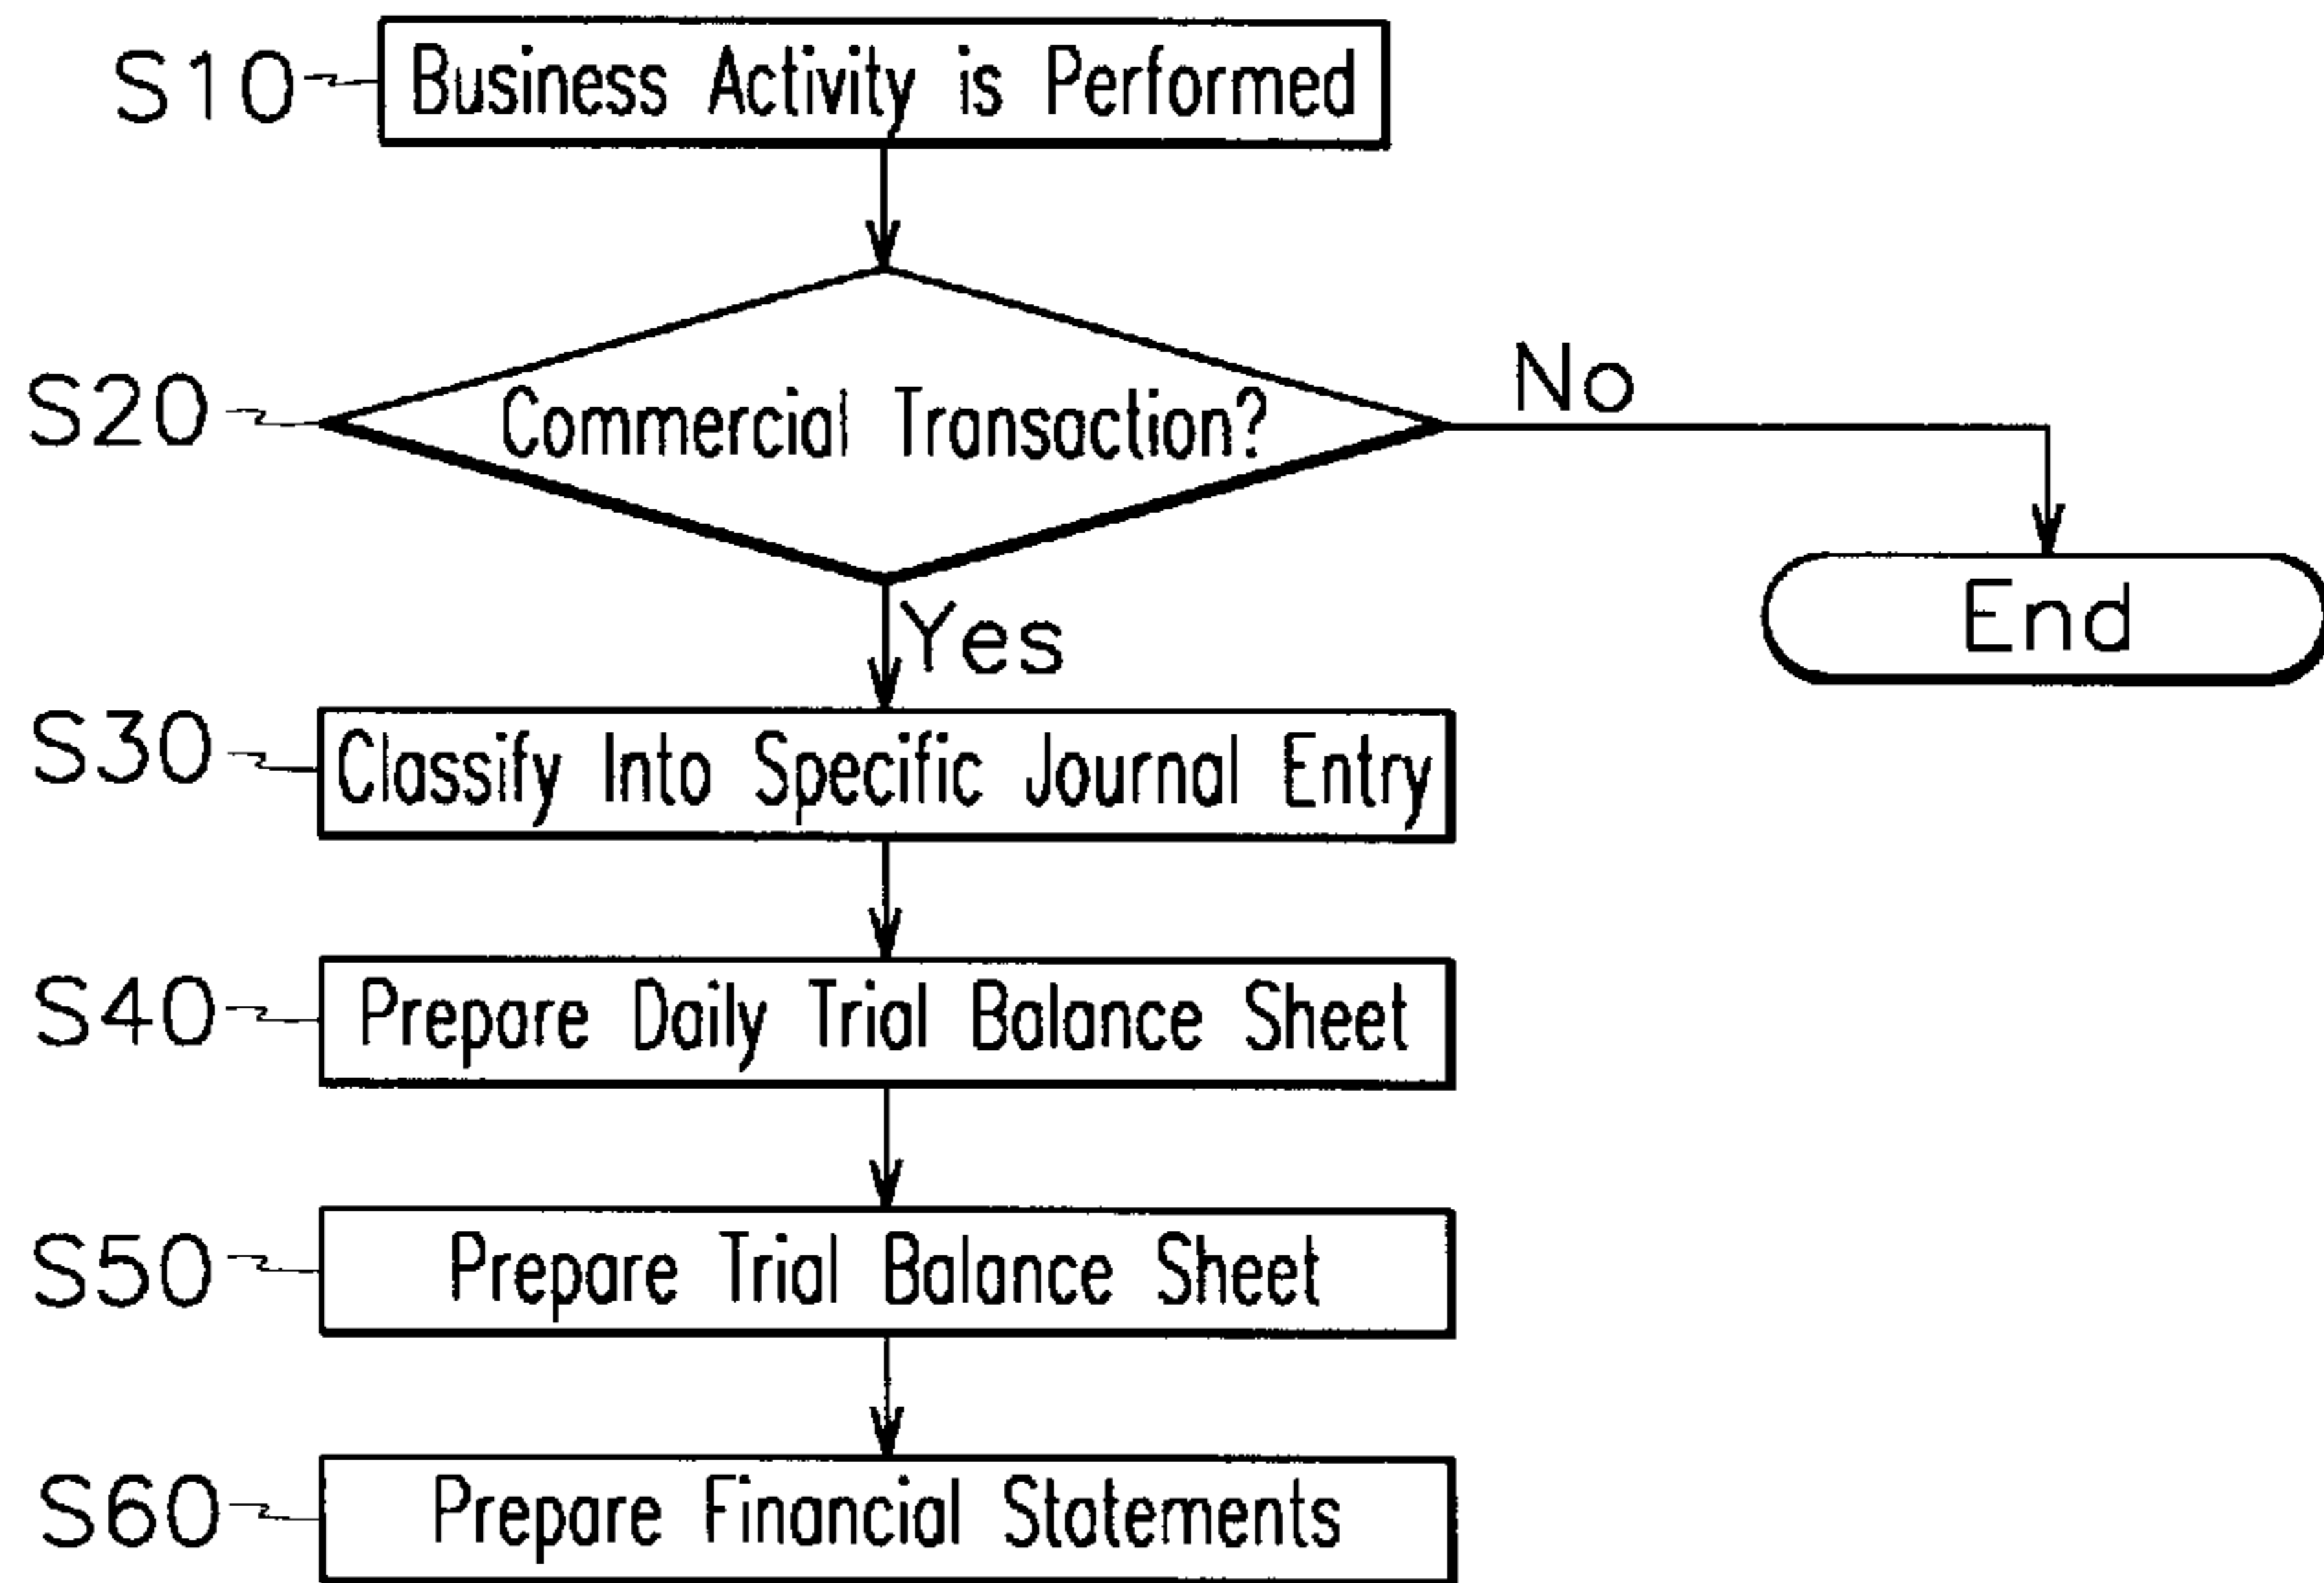 S10 Business Activity is Performed
S20 Commercial Transaction? No
End
Yes
S30 Classify Into Specific Journal Entry
S40 Prepare Daily Trial Balance Sheet
S50 Prepare Trial Balance Sheet
S60 Prepare Financial Statements